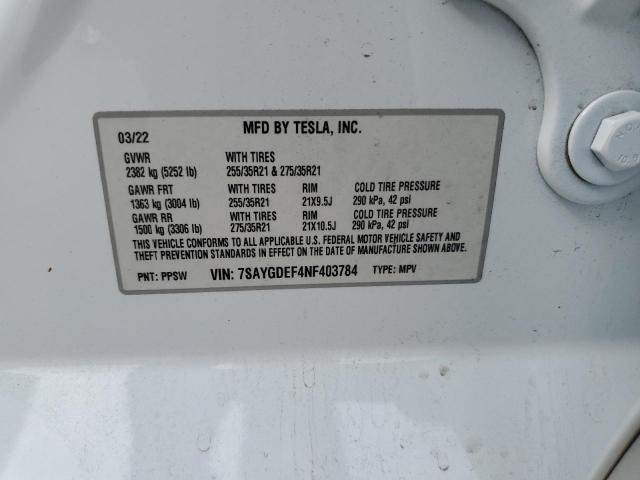 MFD BY TESLA, INC.
03/22
GVWR WITH TIRES
2382 kg (5252 lb) 255/35R21 & 275/35R21
GAWR FRT WITH TIRES RIM COLD TIRE PRESSURE
1363 kg (3004 lb) 255/35R21 21X9.5J 290 kPa, 42 psi
GAWR RR WITH TIRES RIM COLD TIRE PRESSURE
1500 kg (3306 lb) 275/35R21 21X10.5J 290 kPa, 42 psi
THIS VEHICLE CONFORMS TO ALL APPLICABLE U.S. FEDERAL MOTOR VEHICLE SAFETY AND
THEFT PREVENTION STANDARDS IN EFFECT ON THE DATE OF MANUFACTURE SHOWN ABOVE.
PNT: PPSW VIN: 7SAYGDEF4NF403784 TYPE: MPV